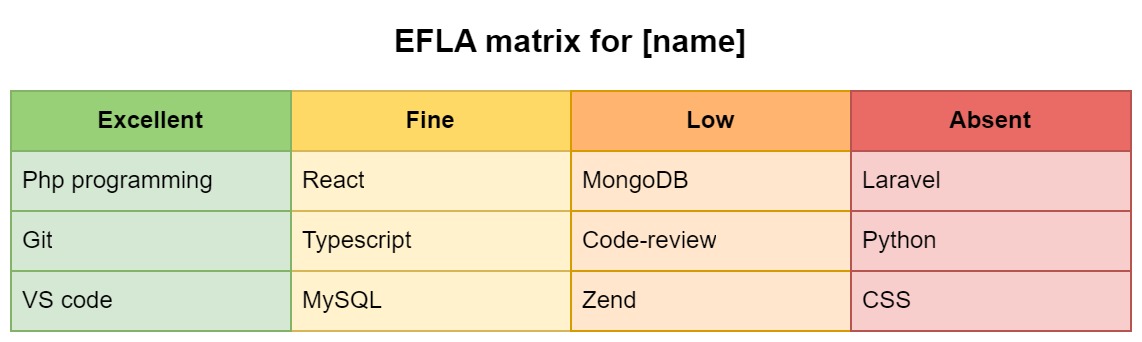 EFLA matrix for [name]
Excellent Fine Low Absent
Php programming React MongoDB Laravel
Git Typescript Code-review Python
VS code MySQL Zend CSS